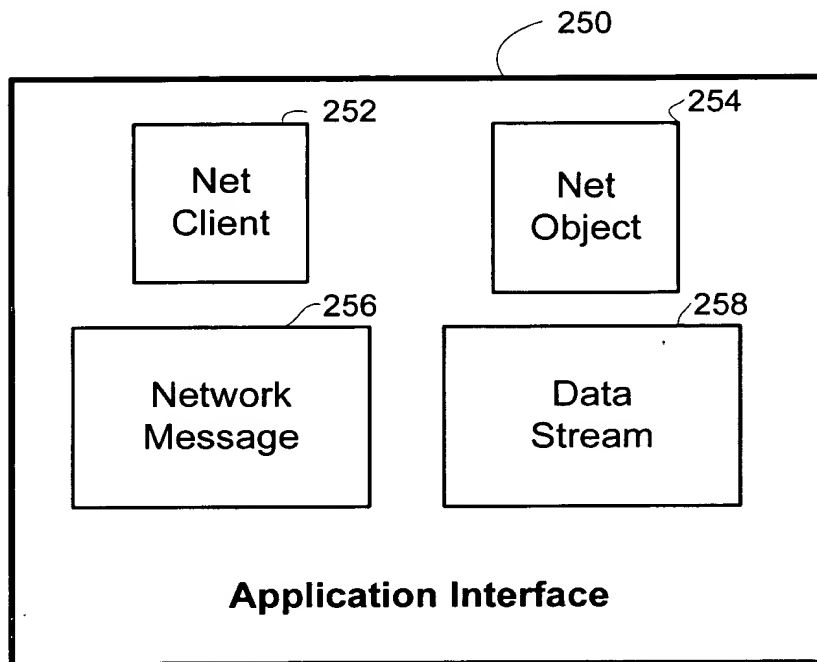 250
252
254
Net
Client
Net
Object
256
258
Network
Message
Data
Stream
Application Interface